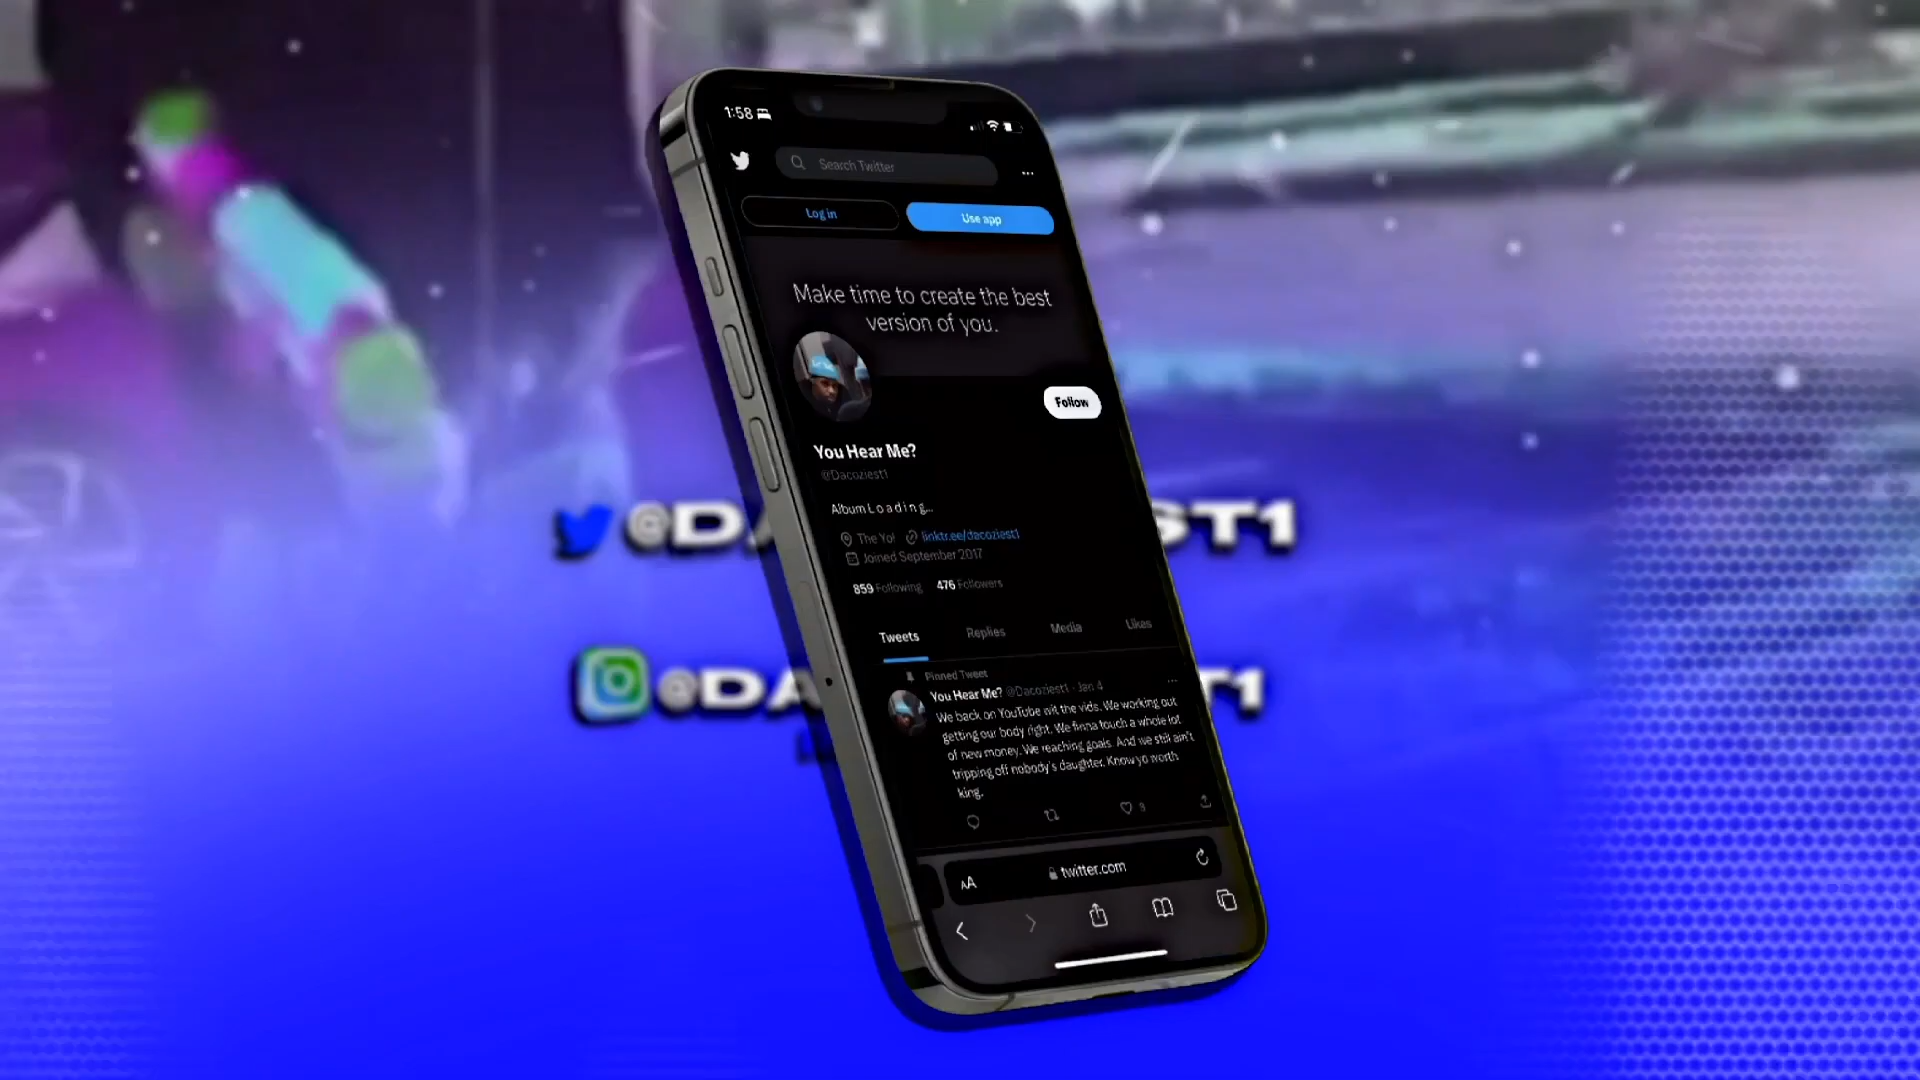 1:58
Search Twitter
Log in
Use app
Make time to create the best
version of you.
Follow
You Hear Me?
@Dacoziest1
Album L o a d i n g...
The Yo! linktr.ee/dacoziest1
Joined September 2017
859 Following 476 Followers
Tweets Replies Media Likes
Pinned Tweet
You Hear Me? @Dacoziest1 · Jan 4
We back on YouTube wit the vids. We working out
getting our body right. We finna touch a whole lot
of new money. We reaching goals. And we still ain't
tripping off nobody's daughter. Know yo worth
king.
3
AA twitter.com
@DA ST1
@DA T1